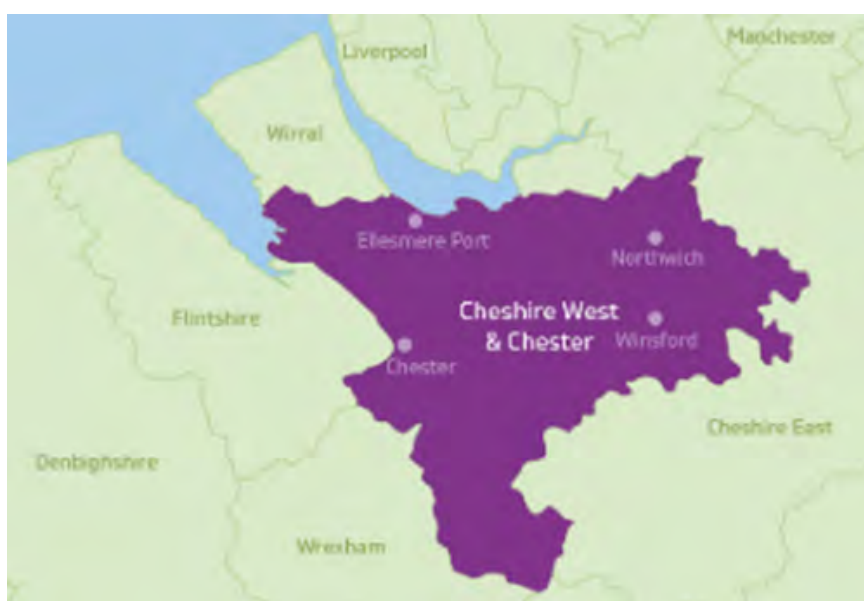 Manchester
Liverpool
Wirral
Ellesmere Port
Northwich
Cheshire West
& Chester
Winsford
Flintshire
Chester
Cheshire East
Denbighshire
Wrexham